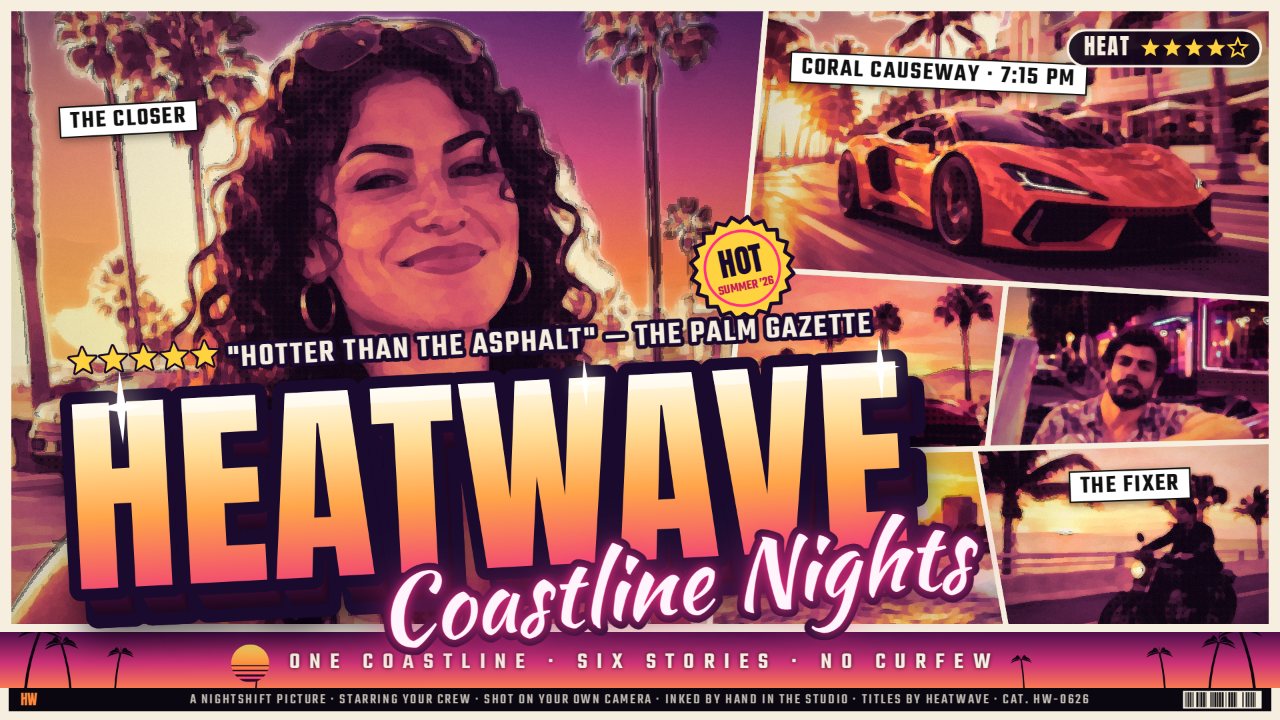 HEAT
CORAL CAUSEWAY · 7:15 PM
THE CLOSER
HOT
SUMMER '26
"HOTTER THAN THE ASPHALT" — THE PALM GAZETTE
HEATWAVE
Coastline Nights
THE FIXER
ONE COASTLINE · SIX STORIES · NO CURFEW
HW
A NIGHTSHIFT PICTURE · STARRING YOUR CREW · SHOT ON YOUR OWN CAMERA · INKED BY HAND IN THE STUDIO · TITLES BY HEATWAVE · CAT. HW-0626